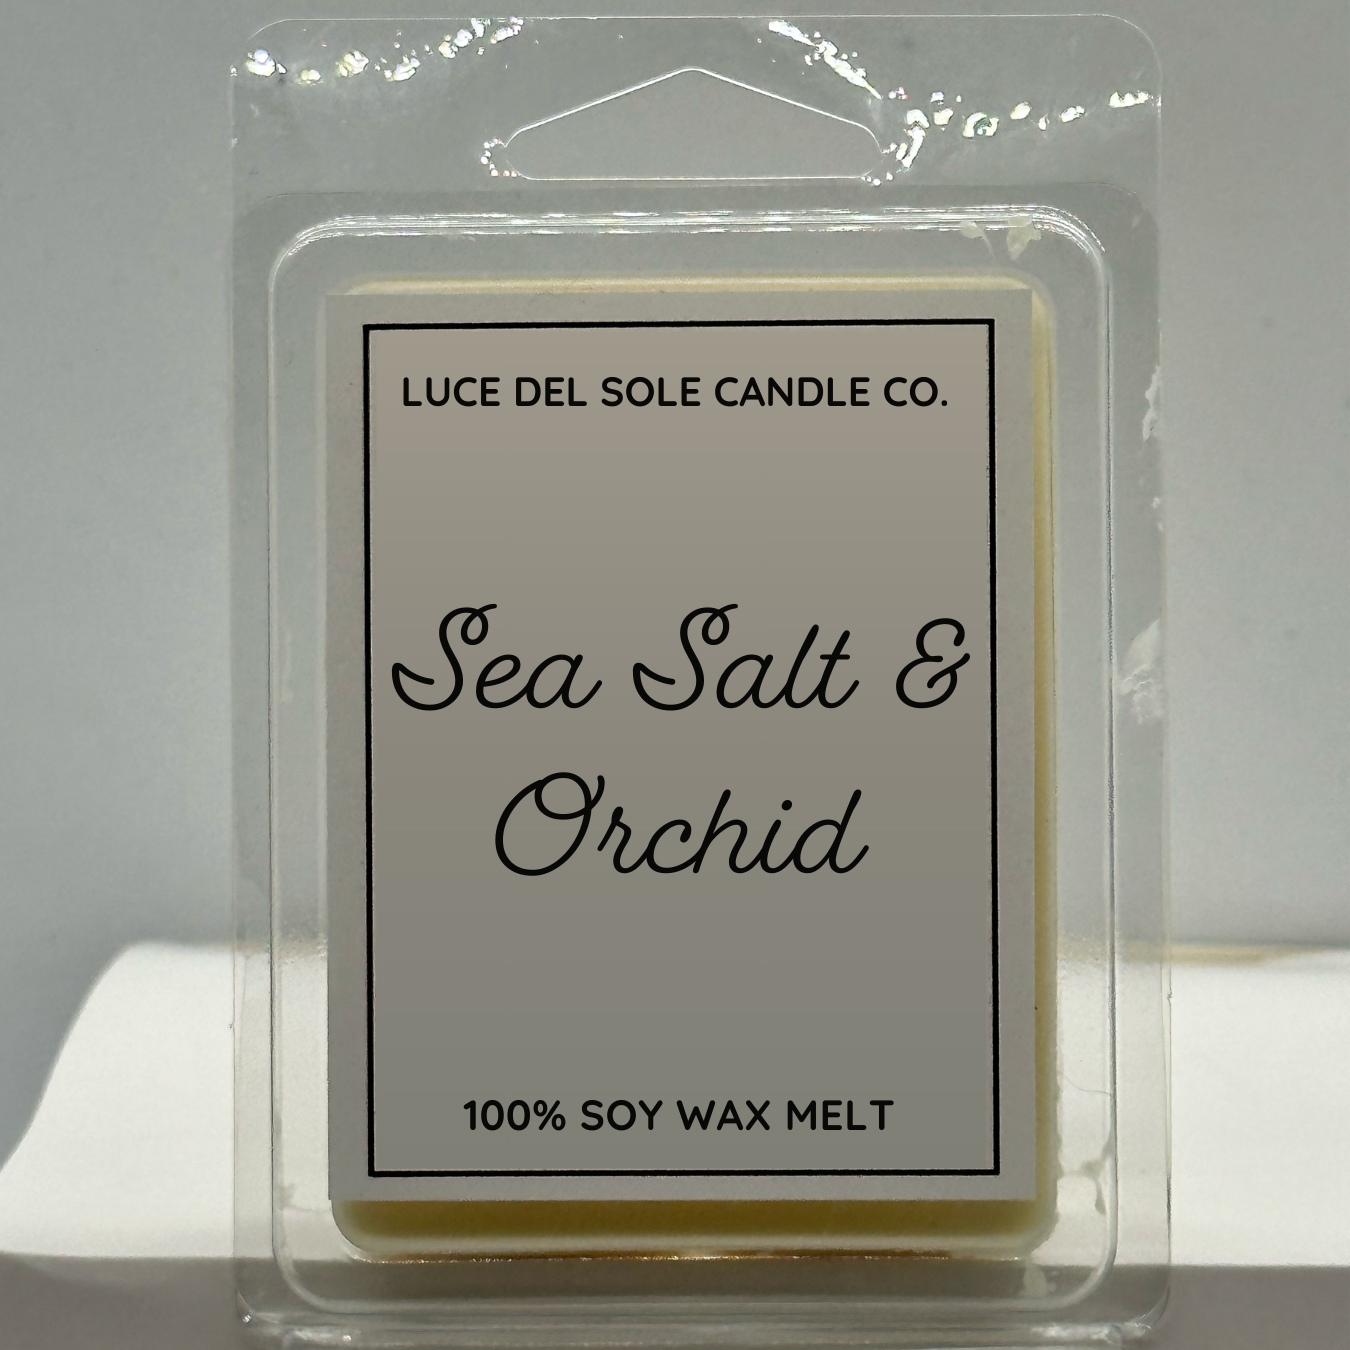 LUCE DEL SOLE CANDLE CO.
Sea Salt &
Orchid
100% SOY WAX MELT